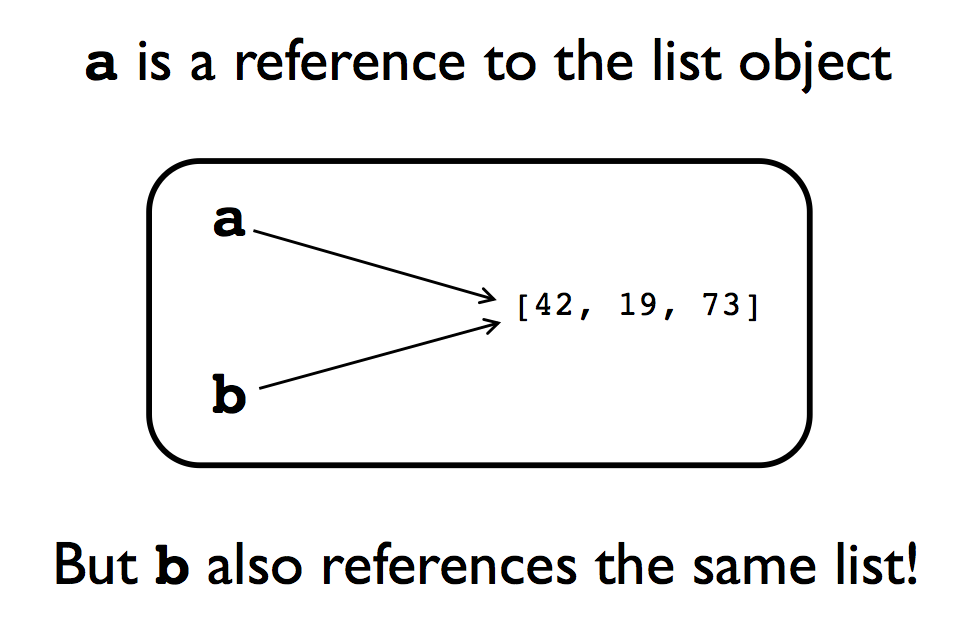 a is a reference to the list object
a
[42, 19, 73]
b
But b also references the same list!